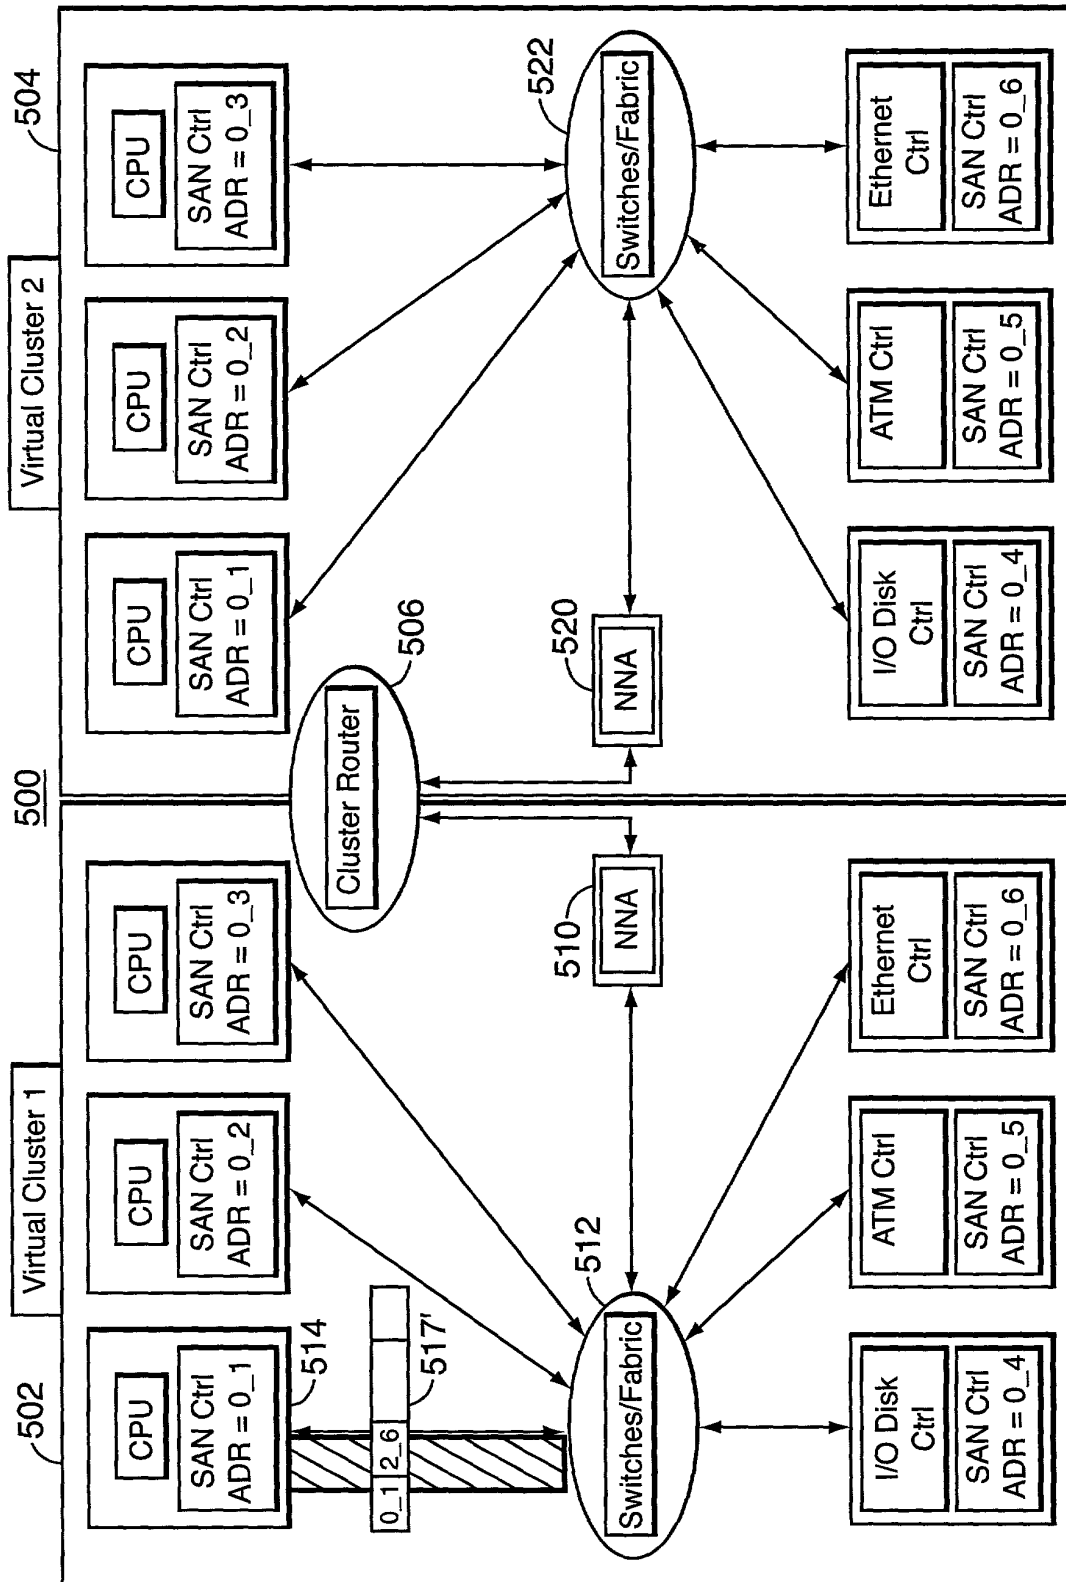 500
502
Virtual Cluster 1
CPU
SAN Ctrl
ADR = 0_1
514
CPU
SAN Ctrl
ADR = 0_2
CPU
SAN Ctrl
ADR = 0_3
0_1
2_6
517'
Switches/Fabric
512
NNA
510
I/O Disk
Ctrl
SAN Ctrl
ADR = 0_4
ATM Ctrl
SAN Ctrl
ADR = 0_5
Ethernet
Ctrl
SAN Ctrl
ADR = 0_6
Cluster Router
506
Virtual Cluster 2
504
CPU
SAN Ctrl
ADR = 0_1
CPU
SAN Ctrl
ADR = 0_2
CPU
SAN Ctrl
ADR = 0_3
NNA
520
Switches/Fabric
522
I/O Disk
Ctrl
SAN Ctrl
ADR = 0_4
ATM Ctrl
SAN Ctrl
ADR = 0_5
Ethernet
Ctrl
SAN Ctrl
ADR = 0_6